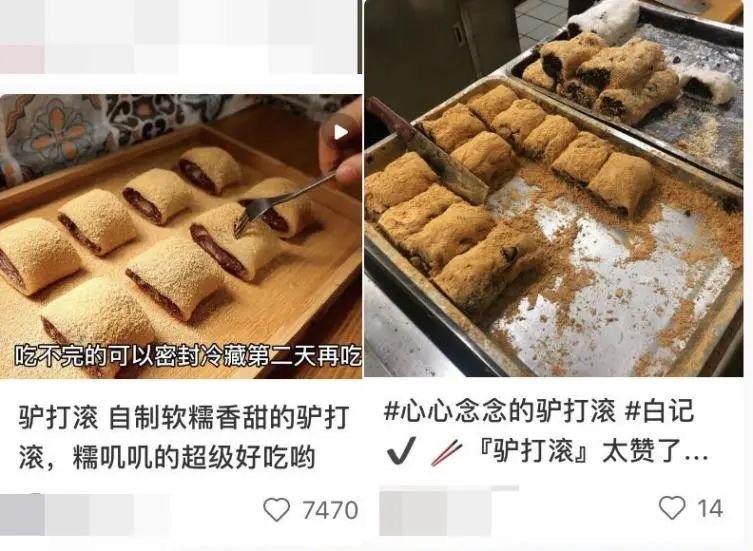 吃不完的可以密封冷藏第二天再吃
驴打滚 自制软糯香甜的驴打
滚，糯叽叽的超级好吃哟
7470
#心心念念的驴打滚 #白记
✔️ 🥢『驴打滚』太赞了...
14